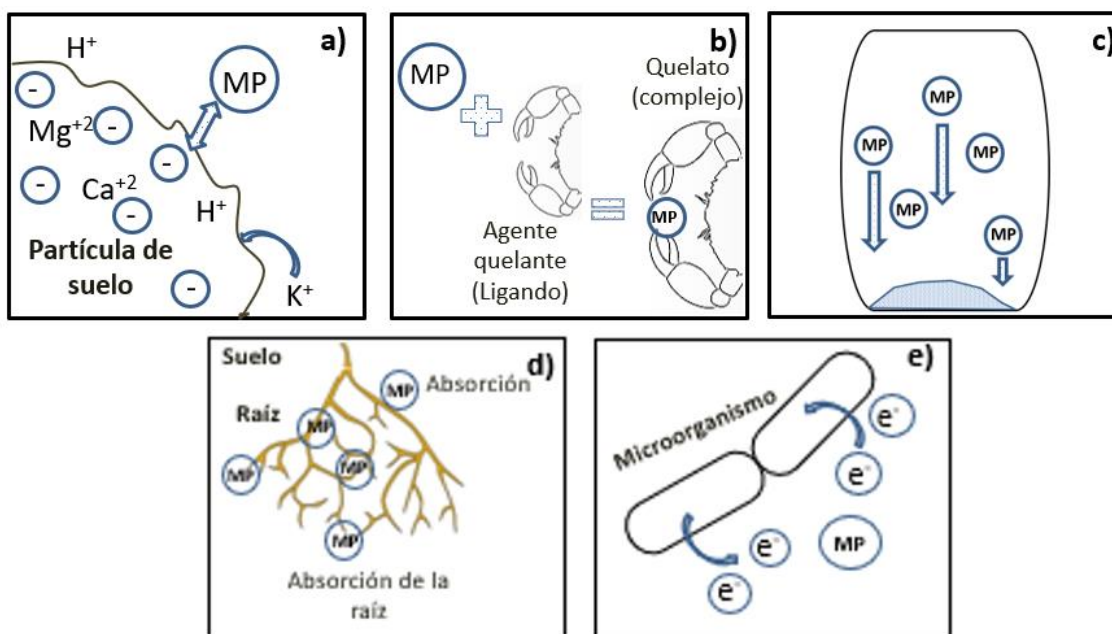 a)
H⁺
MP
-
Mg⁺²
-
-
-
Ca⁺²
-
H⁺
Partícula de
suelo
-
K⁺
b)
MP
Quelato
(complejo)
MP
Agente
quelante
(Ligando)
c)
MP
MP
MP
MP
MP
d)
Suelo
MP
Absorción
Raíz
MP
MP
MP
MP
Absorción de la
raíz
e)
Microorganismo
e⁻
e⁻
e⁻
MP
e⁻